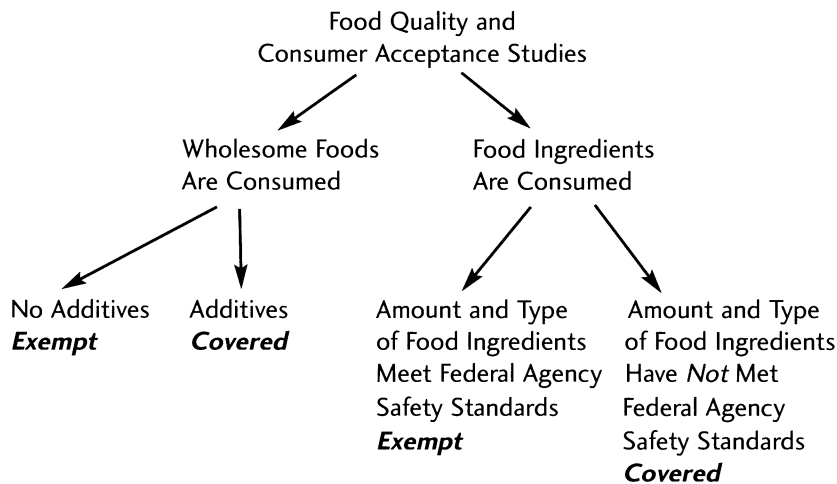 Food Quality and
Consumer Acceptance Studies
Wholesome Foods
Are Consumed
Food Ingredients
Are Consumed
No Additives
Exempt
Additives
Covered
Amount and Type
of Food Ingredients
Meet Federal Agency
Safety Standards
Exempt
Amount and Type
of Food Ingredients
Have Not Met
Federal Agency
Safety Standards
Covered